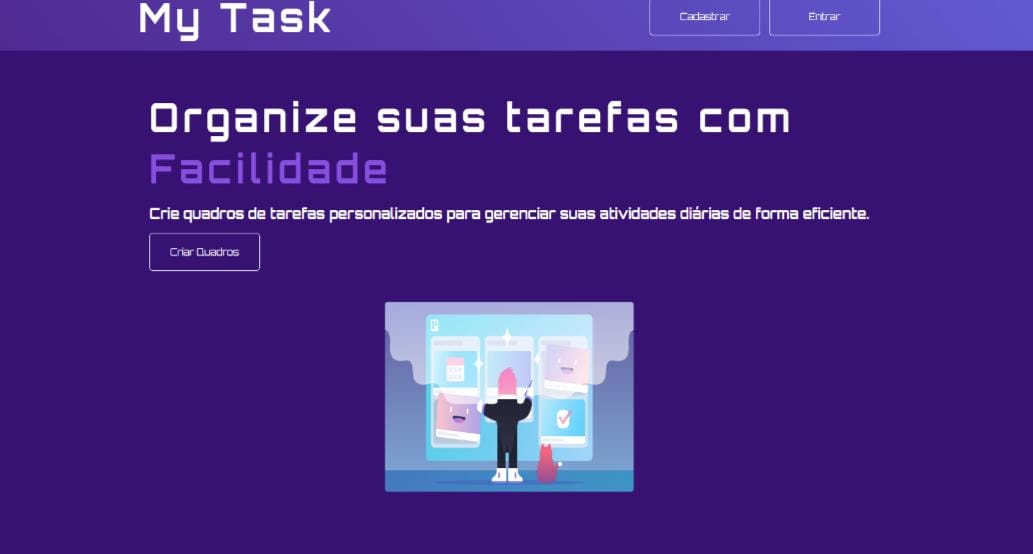 My Task
Cadastrar
Entrar
Organize suas tarefas com
Facilidade
Crie quadros de tarefas personalizados para gerenciar suas atividades diárias de forma eficiente.
Criar Quadros